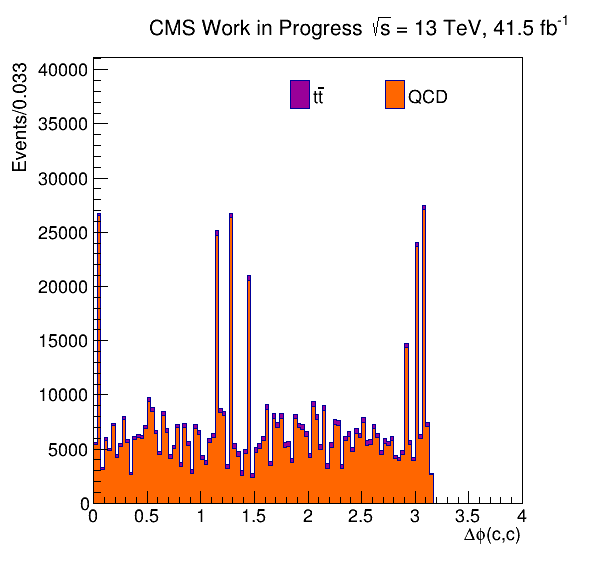 CMS Work in Progress √s = 13 TeV, 41.5 fb⁻¹
Events/0.033
40000
35000
30000
25000
20000
15000
10000
5000
0
tt̄
QCD
0 0.5 1 1.5 2 2.5 3 3.5 4
Δϕ(c,c)